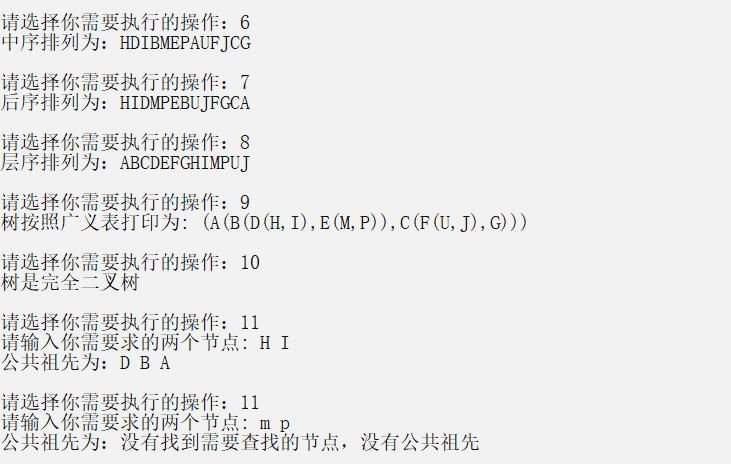 请选择你需要执行的操作：6
中序排列为：HDIBMEPAUFJCG
请选择你需要执行的操作：7
后序排列为：HIDMPEBUJFGCA
请选择你需要执行的操作：8
层序排列为：ABCDEFGHIMPUJ
请选择你需要执行的操作：9
树按照广义表打印为: (A(B(D(H,I),E(M,P)),C(F(U,J),G)))
请选择你需要执行的操作：10
树是完全二叉树
请选择你需要执行的操作：11
请输入你需要求的两个节点: H I
公共祖先为：D B A
请选择你需要执行的操作：11
请输入你需要求的两个节点: m p
公共祖先为：没有找到需要查找的节点，没有公共祖先